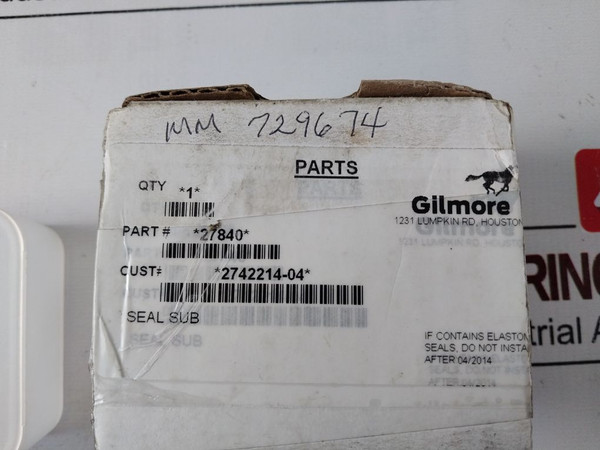 MM 729674
PARTS
QTY *1*
Gilmore
1231 LUMPKIN RD, HOUSTON
PART # *27840*
CUST# *2742214-04*
SEAL SUB
IF CONTAINS ELASTOM
SEALS, DO NOT INSTA
AFTER 04/2014
RING
strial A